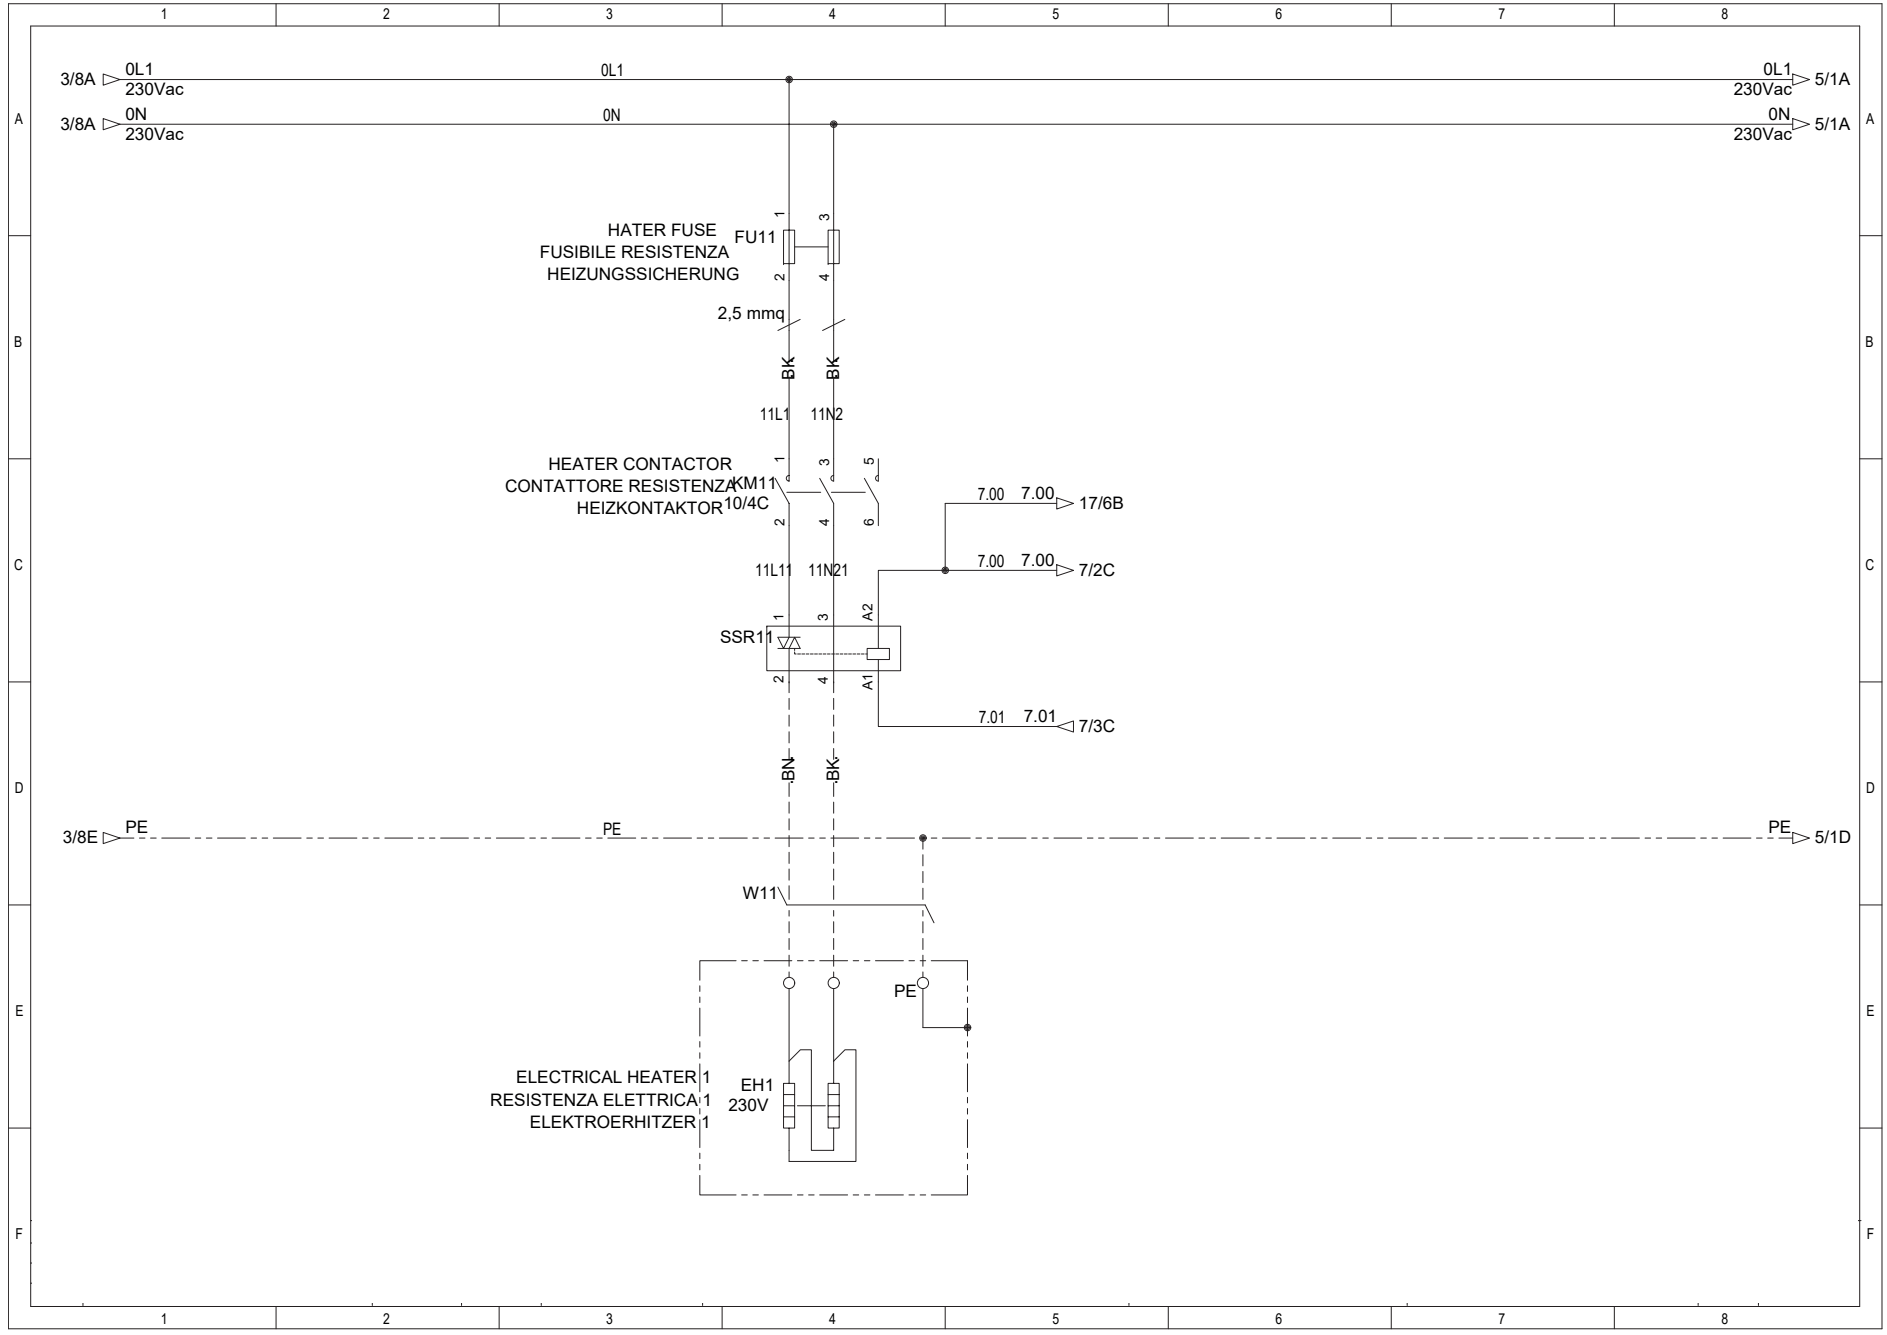 1 2 3 4 5 6 7 8
3/8A 0L1 0L1 0L1 5/1A
230Vac 230Vac
3/8A 0N 0N 0N 5/1A
230Vac 230Vac
A A
1 3
HATER FUSE
FU11
FUSIBILE RESISTENZA
HEIZUNGSSICHERUNG
2 4
2,5 mmq
B B
BK BK
11L1 11N2
1 3 5
HEATER CONTACTOR
CONTATTORE RESISTENZA KM11
HEIZKONTAKTOR 10/4C
7.00 7.00 17/6B
2 4 6
C C
11L11 11N21
7.00 7.00 7/2C
1 3 A2
SSR11
2 4 A1
7.01 7.01 7/3C
BN BK
D D
3/8E PE PE PE 5/1D
W11
PE
E E
ELECTRICAL HEATER 1
EH1
RESISTENZA ELETTRICA 1
230V
ELEKTROERHITZER 1
F F
1 2 3 4 5 6 7 8